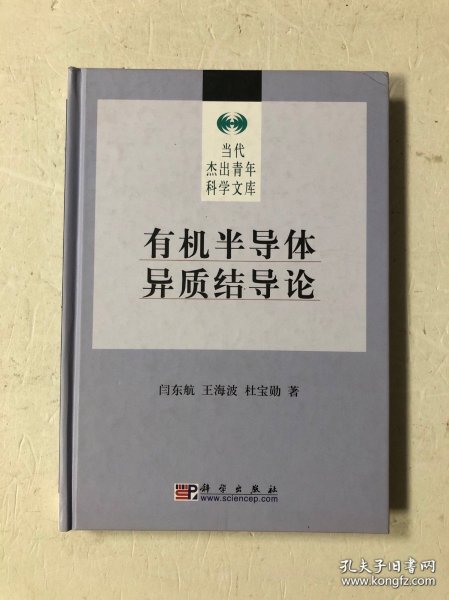 当代
杰出青年
科学文库
有机半导体
异质结导论
闫东航 王海波 杜宝勋 著
科学出版社
www.sciencep.com
孔夫子旧书网
www.kongfz.com